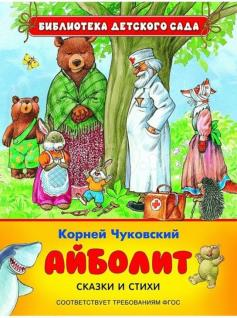 БИБЛИОТЕКА ДЕТСКОГО САДА
Корней Чуковский
АЙБОЛИТ
СКАЗКИ И СТИХИ
СООТВЕТСТВУЕТ ТРЕБОВАНИЯМ ФГОС